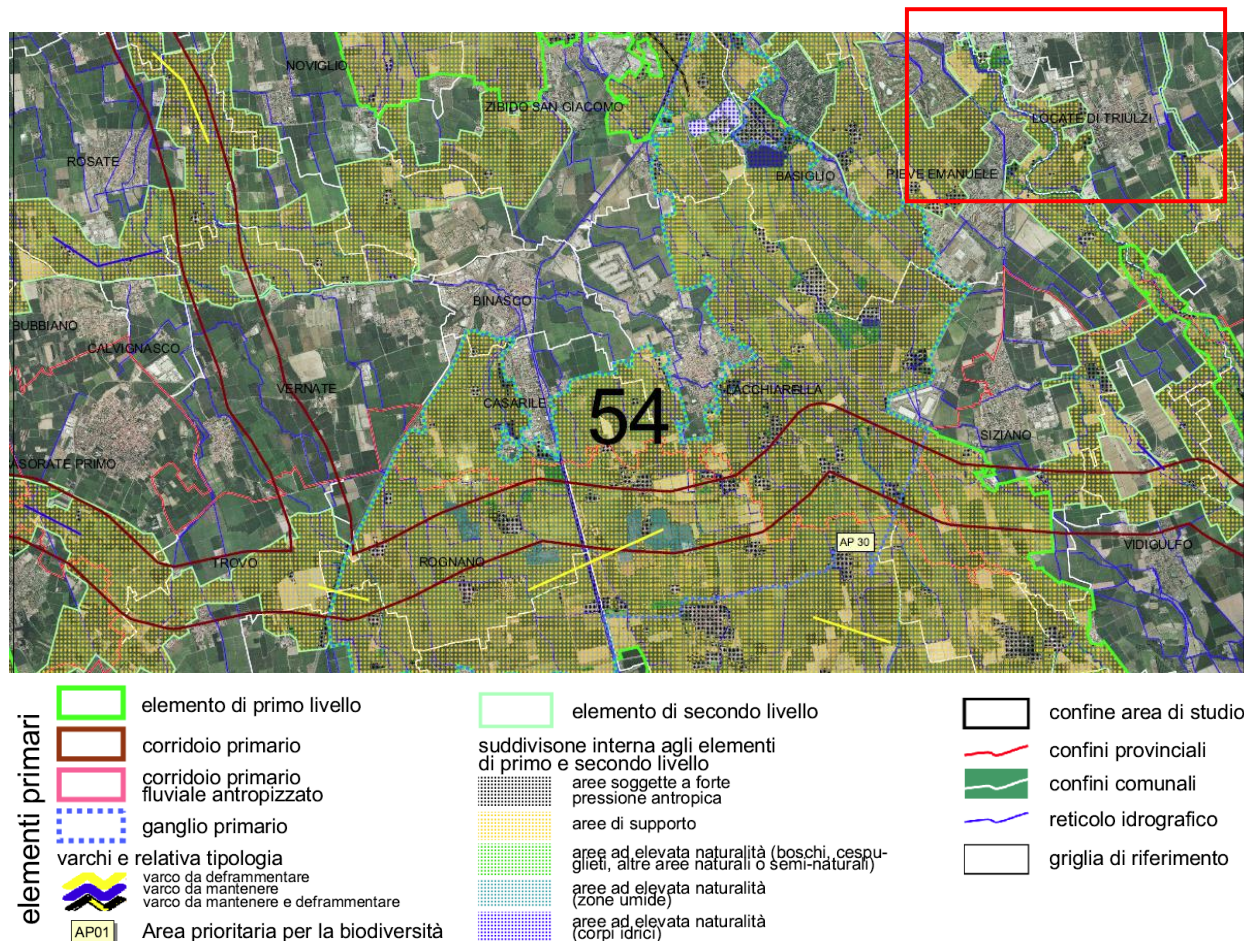 NOVIGLIO
ZIBIDO SAN GIACOMO
LOCATE DI TRIULZI
ROSATE
BASIGLIO
PIEVE EMANUELE
BINASCO
BUBBIANO
CALVIGNASCO
VERNATE
LACCHIARELLA
CASARILE
54
SIZIANO
CASORATE PRIMO
AP 30
VIDIGULFO
TROVO
ROGNANO
elementi primari
elemento di primo livello
corridoio primario
corridoio primario
fluviale antropizzato
ganglio primario
varchi e relativa tipologia
varco da deframmentare
varco da mantenere
varco da mantenere e deframmentare
AP01
Area prioritaria per la biodiversità
elemento di secondo livello
suddivisone interna agli elementi
di primo e secondo livello
aree soggette a forte
pressione antropica
aree di supporto
aree ad elevata naturalità (boschi, cespu-
glieti, altre aree naturali o semi-naturali)
aree ad elevata naturalità
(zone umide)
aree ad elevata naturalità
(corpi idrici)
confine area di studio
confini provinciali
confini comunali
reticolo idrografico
griglia di riferimento